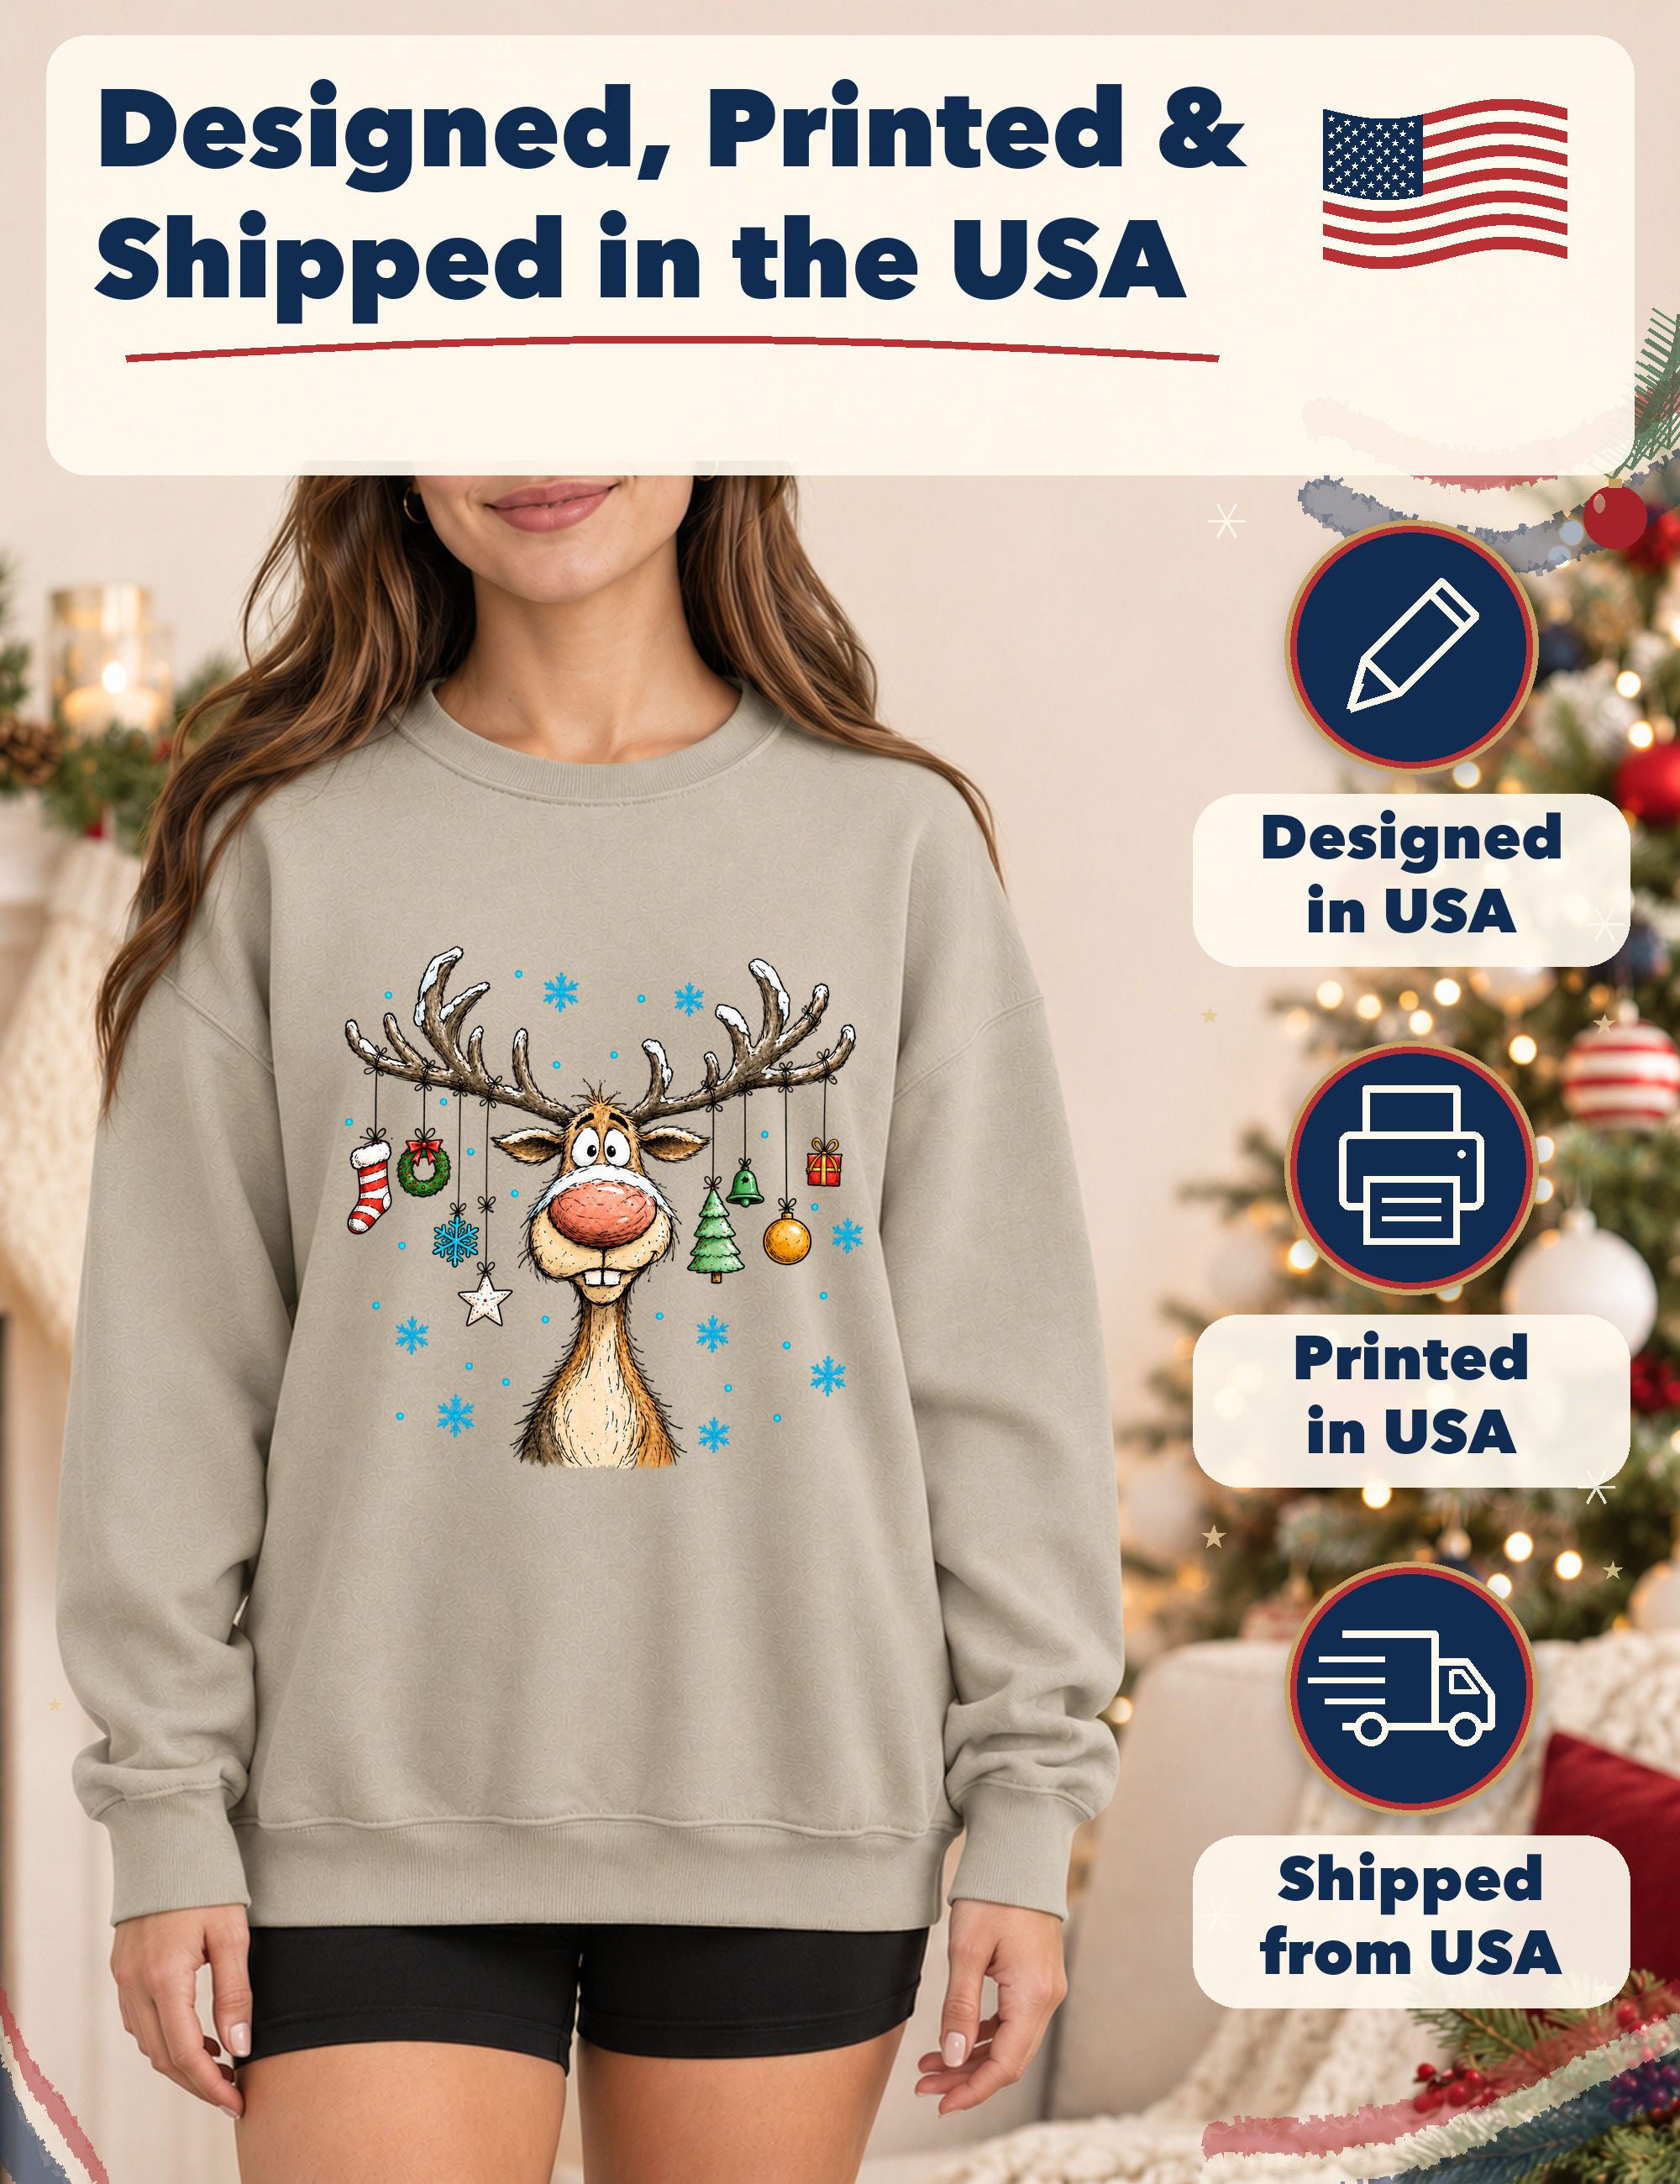 Designed, Printed &
Shipped in the USA
Designed
in USA
Printed
in USA
Shipped
from USA